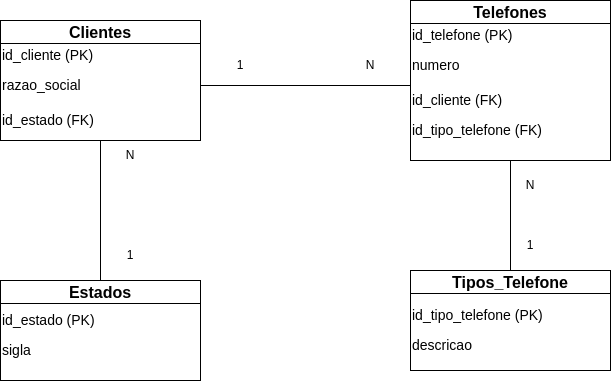 Clientes
id_cliente (PK)
razao_social
id_estado (FK)
1
N
Telefones
id_telefone (PK)
numero
id_cliente (FK)
id_tipo_telefone (FK)
N
1
Estados
id_estado (PK)
sigla
N
1
Tipos_Telefone
id_tipo_telefone (PK)
descricao